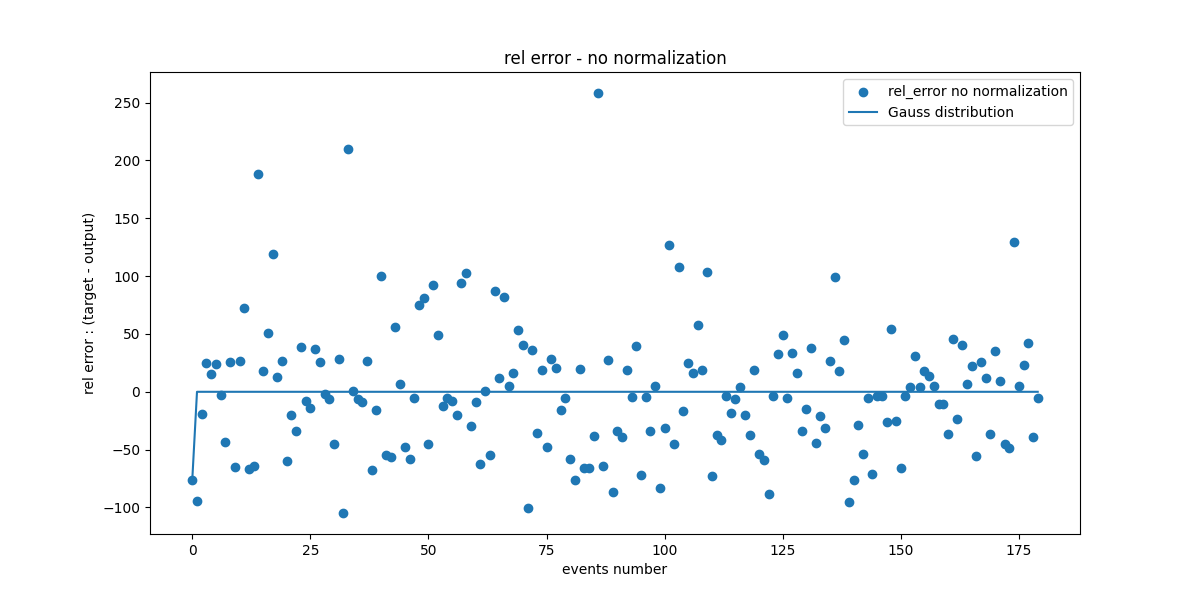 rel error - no normalization
rel_error no normalization
Gauss distribution
rel error : (target - output)
250
200
150
100
50
0
−50
−100
0 25 50 75 100 125 150 175
events number